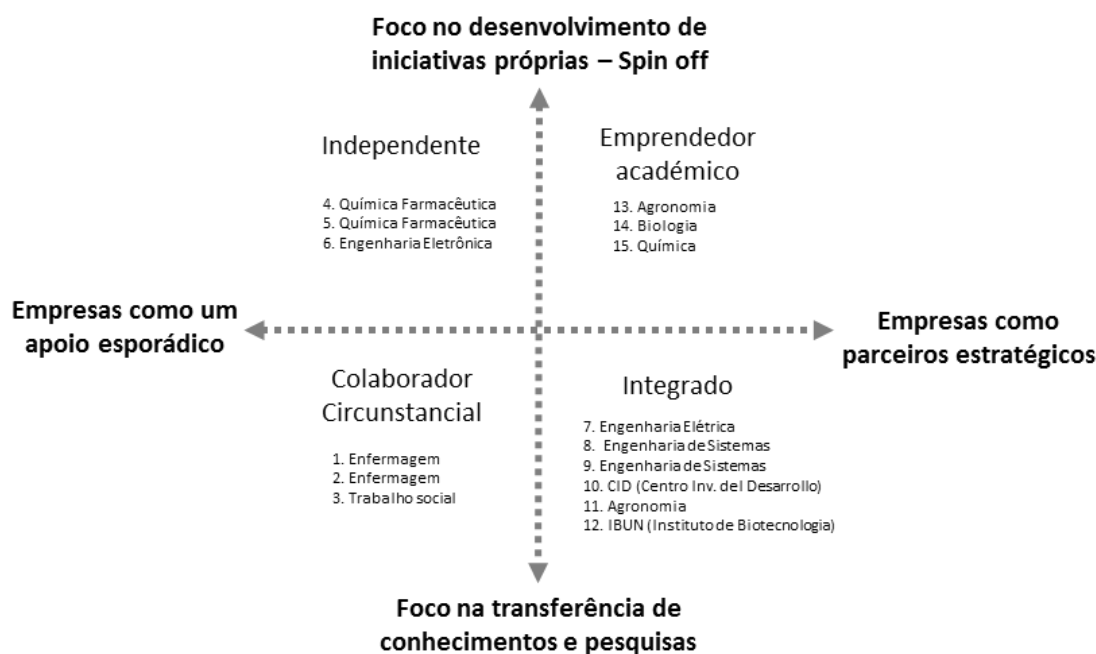 Foco no desenvolvimento de
iniciativas próprias – Spin off
Independente
4. Química Farmacêutica
5. Química Farmacêutica
6. Engenharia Eletrônica
Emprendedor
académico
13. Agronomia
14. Biologia
15. Química
Empresas como um
apoio esporádico
Empresas como
parceiros estratégicos
Colaborador
Circunstancial
1. Enfermagem
2. Enfermagem
3. Trabalho social
Integrado
7. Engenharia Elétrica
8. Engenharia de Sistemas
9. Engenharia de Sistemas
10. CID (Centro Inv. del Desarrollo)
11. Agronomia
12. IBUN (Instituto de Biotecnologia)
Foco na transferência de
conhecimentos e pesquisas